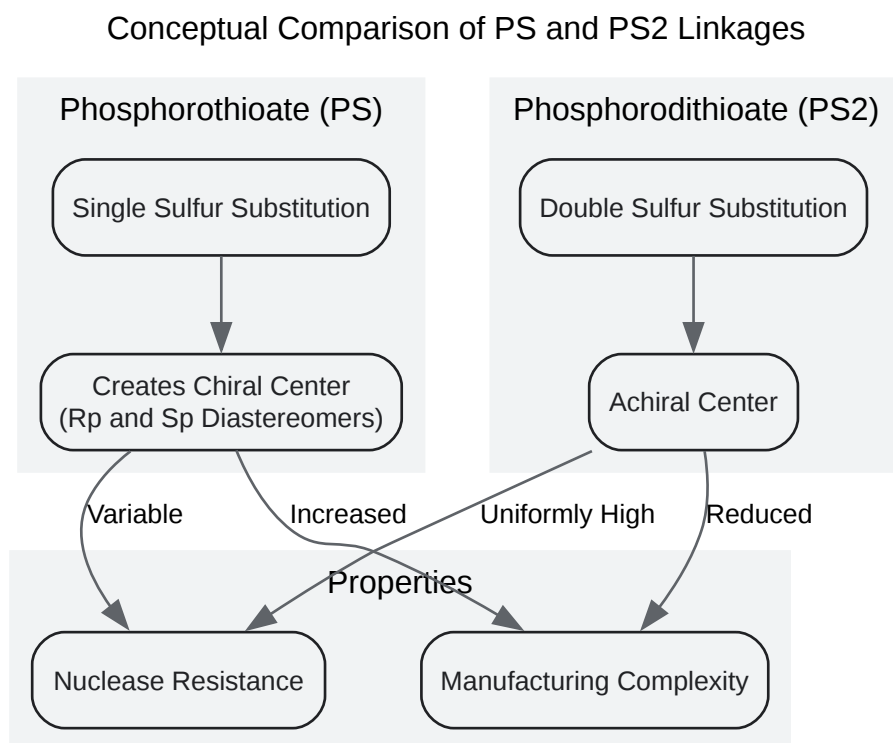 Conceptual Comparison of PS and PS2 Linkages
Phosphorothioate (PS)
Single Sulfur Substitution
Creates Chiral Center
(Rp and Sp Diastereomers)
Phosphorodithioate (PS2)
Double Sulfur Substitution
Achiral Center
Variable
Increased
Uniformly High
Reduced
Properties
Nuclease Resistance
Manufacturing Complexity